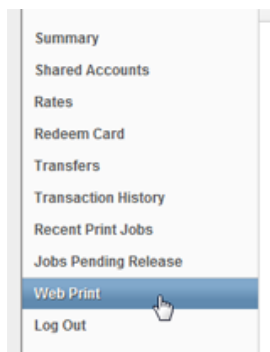 Summary
Shared Accounts
Rates
Redeem Card
Transfers
Transaction History
Recent Print Jobs
Jobs Pending Release
Web Print
Log Out